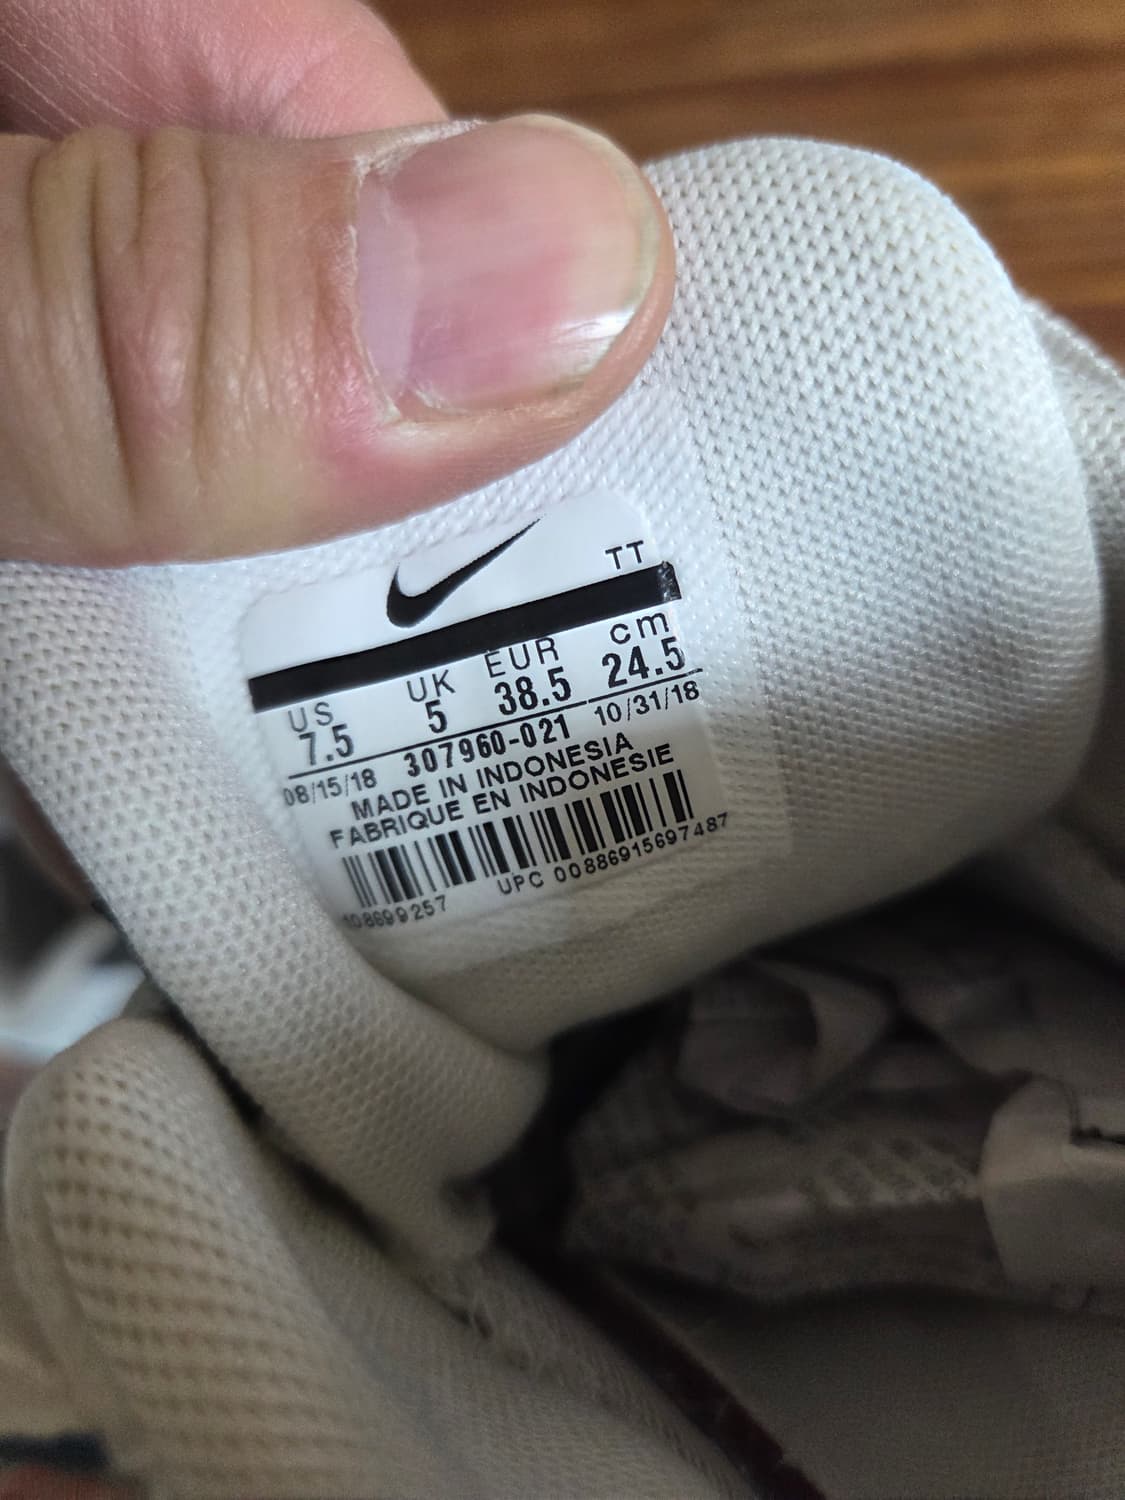 TT
US UK EUR cm
7.5 5 38.5 24.5
08/15/18 307960-021 10/31/18
MADE IN INDONESIA
FABRIQUE EN INDONESIE
108699257 UPC 00886915697487